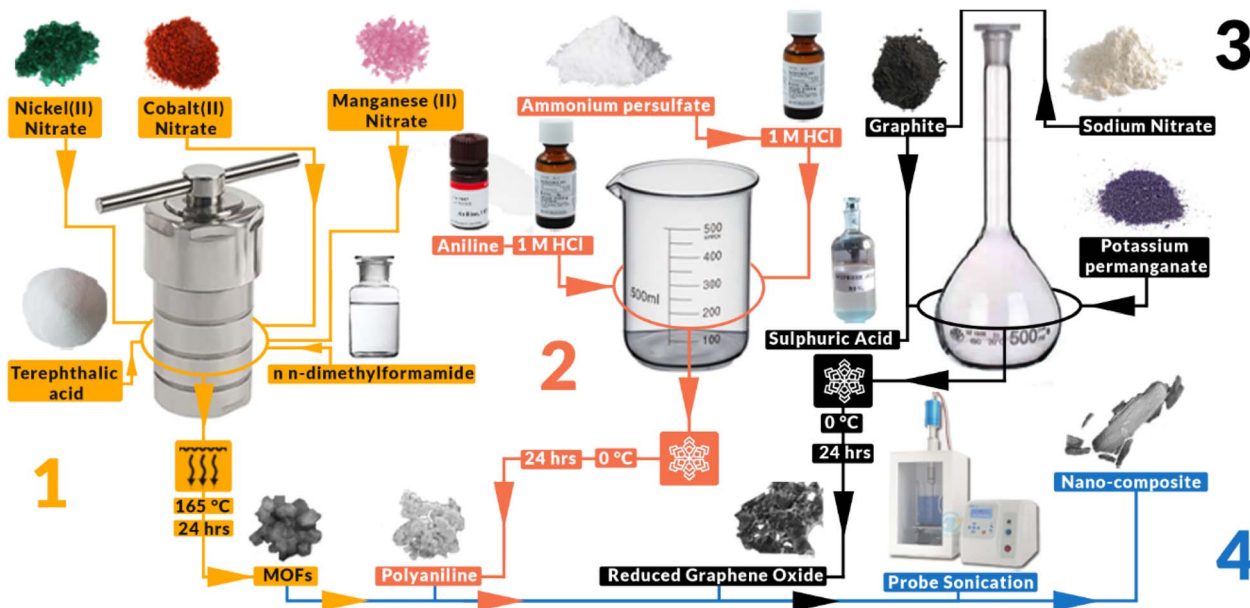 Nickel(II)
Nitrate
Cobalt(II)
Nitrate
Manganese (II)
Nitrate
Terephthalic
acid
n n-dimethylformamide
1
165 °C
24 hrs
MOFs
Ammonium persulfate
1 M HCl
Aniline
1 M HCl
500
400
300
200
100
500ml
2
0 °C
24 hrs
Polyaniline
3
Graphite
Sodium Nitrate
Potassium
permanganate
Sulphuric Acid
500ml
0 °C
24 hrs
Reduced Graphene Oxide
Probe Sonication
Nano-composite
4